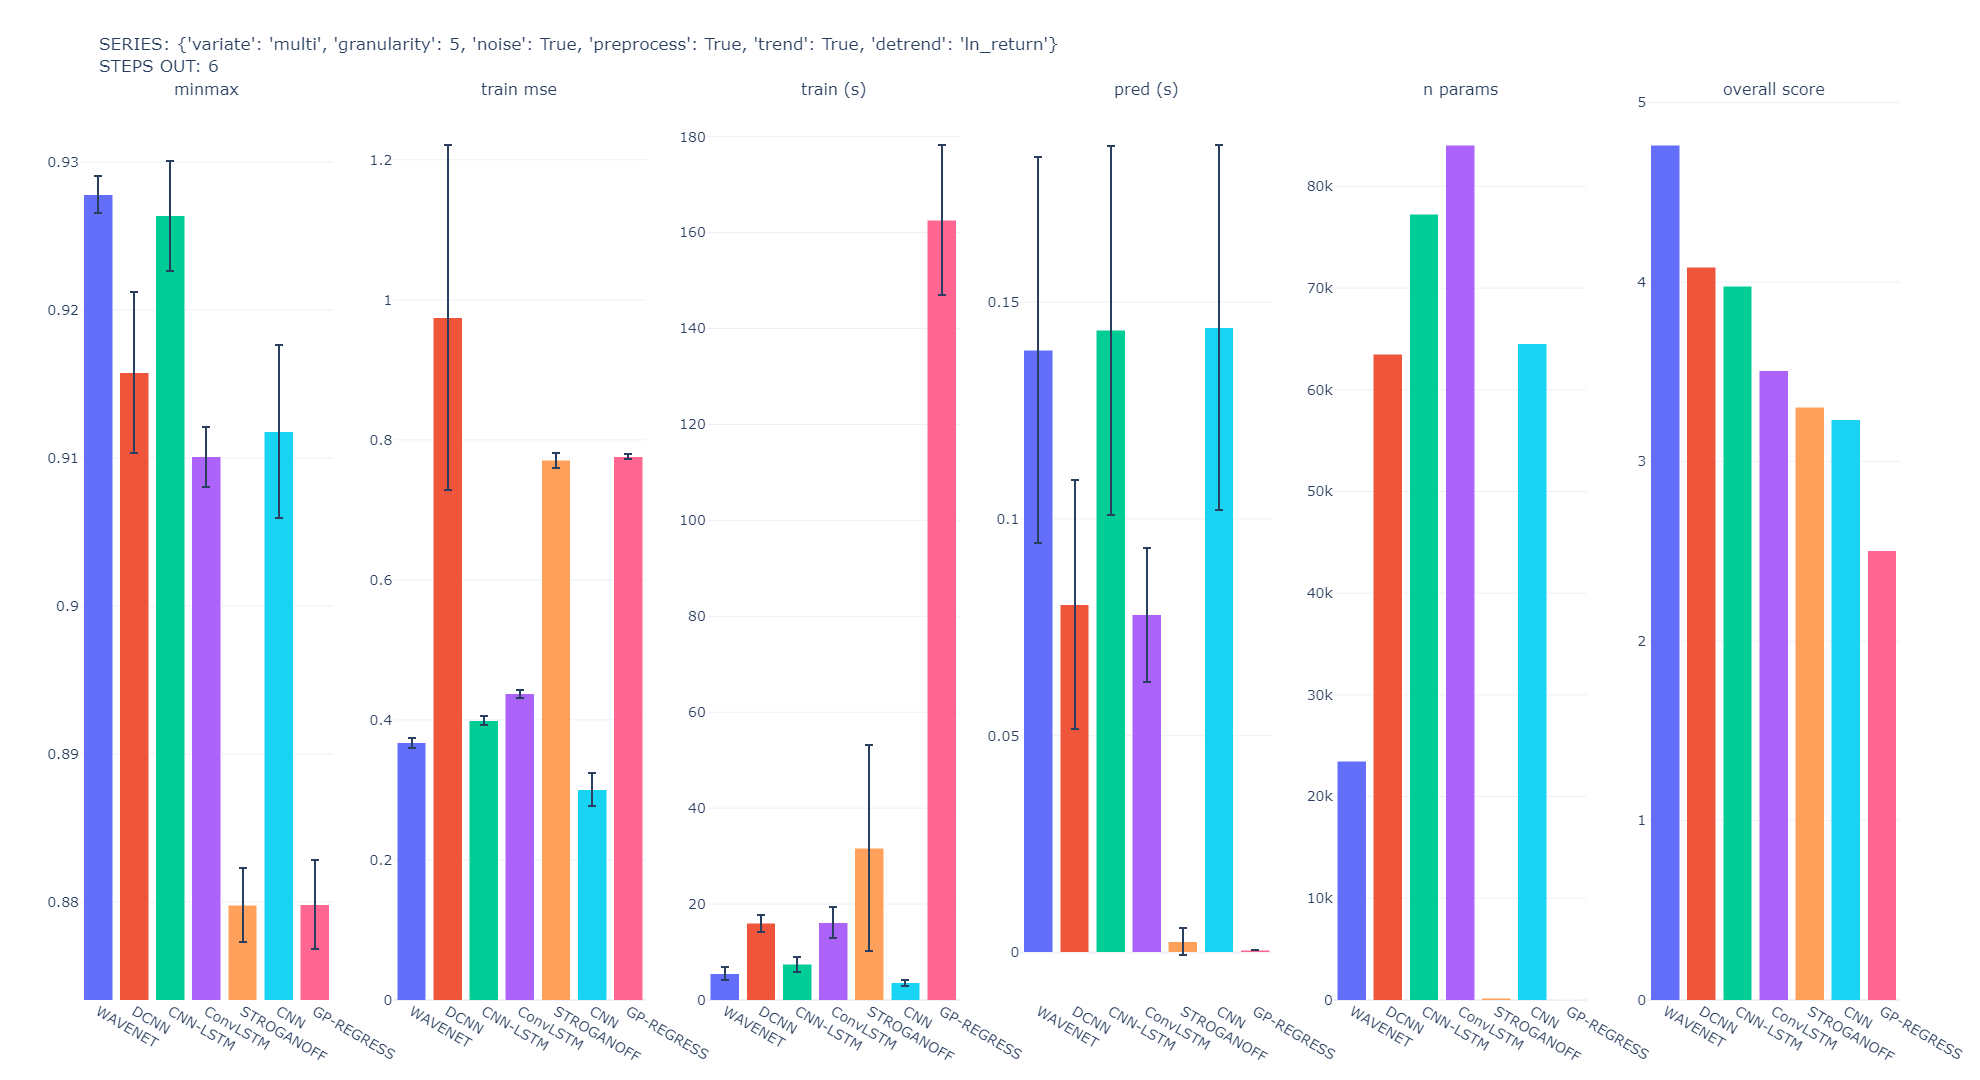 SERIES: {'variate': 'multi', 'granularity': 5, 'noise': True, 'preprocess': True, 'trend': True, 'detrend': 'ln_return'}
STEPS OUT: 6
minmax
0.93
0.92
0.91
0.9
0.89
0.88
WAVENET
DCNN
CNN-LSTM
ConvLSTM
STROGANOFF
CNN
GP-REGRESS
train mse
1.2
1
0.8
0.6
0.4
0.2
0
WAVENET
DCNN
CNN-LSTM
ConvLSTM
STROGANOFF
CNN
GP-REGRESS
train (s)
180
160
140
120
100
80
60
40
20
0
WAVENET
DCNN
CNN-LSTM
ConvLSTM
STROGANOFF
CNN
GP-REGRESS
pred (s)
0.15
0.1
0.05
0
WAVENET
DCNN
CNN-LSTM
ConvLSTM
STROGANOFF
CNN
GP-REGRESS
n params
80k
70k
60k
50k
40k
30k
20k
10k
0
WAVENET
DCNN
CNN-LSTM
ConvLSTM
STROGANOFF
CNN
GP-REGRESS
overall score
5
4
3
2
1
0
WAVENET
DCNN
CNN-LSTM
ConvLSTM
STROGANOFF
CNN
GP-REGRESS